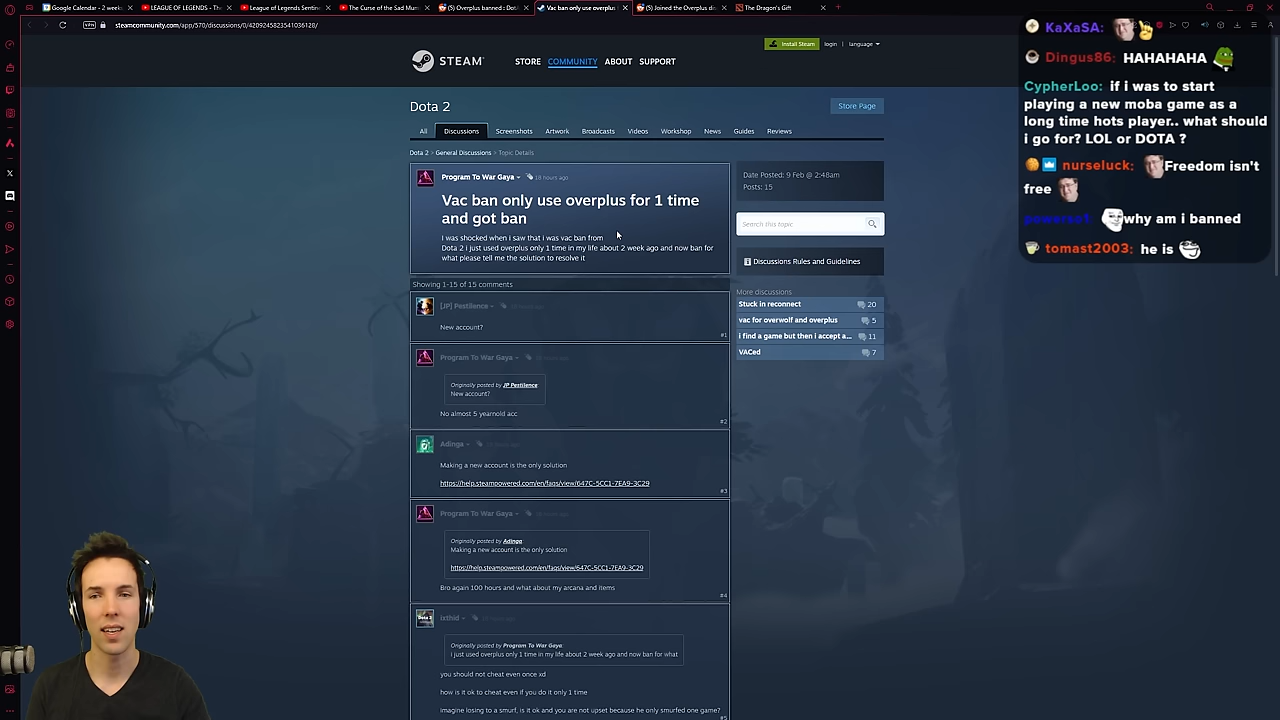 Google Calendar - 2 weeks
LEAGUE OF LEGENDS - The
League of Legends Sentine
The Curse of the Sad Mum
(5) Overplus banned : Dot
Vac ban only use overplus
(5) Joined the Overplus di
The Dragon's Gift
VPN
steamcommunity.com/app/570/discussions/0/4209245823541036128/
Install Steam
login
language
STEAM
STORE
COMMUNITY
ABOUT
SUPPORT
Dota 2
Store Page
All
Discussions
Screenshots
Artwork
Broadcasts
Videos
Workshop
News
Guides
Reviews
Dota 2 > General Discussions > Topic Details
Program To War Gaya
18 hours ago
Vac ban only use overplus for 1 time
and got ban
I was shocked when i saw that i was vac ban from
Dota 2 i just used overplus only 1 time in my life about 2 week ago and now ban for
what please tell me the solution to resolve it
Date Posted: 9 Feb @ 2:48am
Posts: 15
Search this topic
Discussions Rules and Guidelines
More discussions
Stuck in reconnect
20
vac for overwolf and overplus
5
i find a game but then i accept a...
11
VACed
7
Showing 1-15 of 15 comments
[JP] Pestilence
New account?
#1
Program To War Gaya
Originally posted by JP Pestilence
New account?
No almost 5 yearnold acc
#2
Adinga
Making a new account is the only solution
https://help.steampowered.com/en/faqs/view/647C-5CC1-7EA9-3C29
#3
Program To War Gaya
Originally posted by Adinga:
Making a new account is the only solution
https://help.steampowered.com/en/faqs/view/647C-5CC1-7EA9-3C29
Bro again 100 hours and what about my arcana and items
#4
ixthid
Originally posted by Program To War Gaya:
i just used overplus only 1 time in my life about 2 week ago and now ban for what
you should not cheat even once xd
how is it ok to cheat even if you do it only 1 time
imagine losing to a smurf, is it ok and you are not upset because he only smurfed one game?
#5
KaXaSA:
Dingus86: HAHAHAHA
CypherLoo: if i was to start
playing a new moba game as a
long time hots player.. what should
i go for? LOL or DOTA ?
nurseluck: Freedom isn't
free
why am i banned
tomast2003: he is